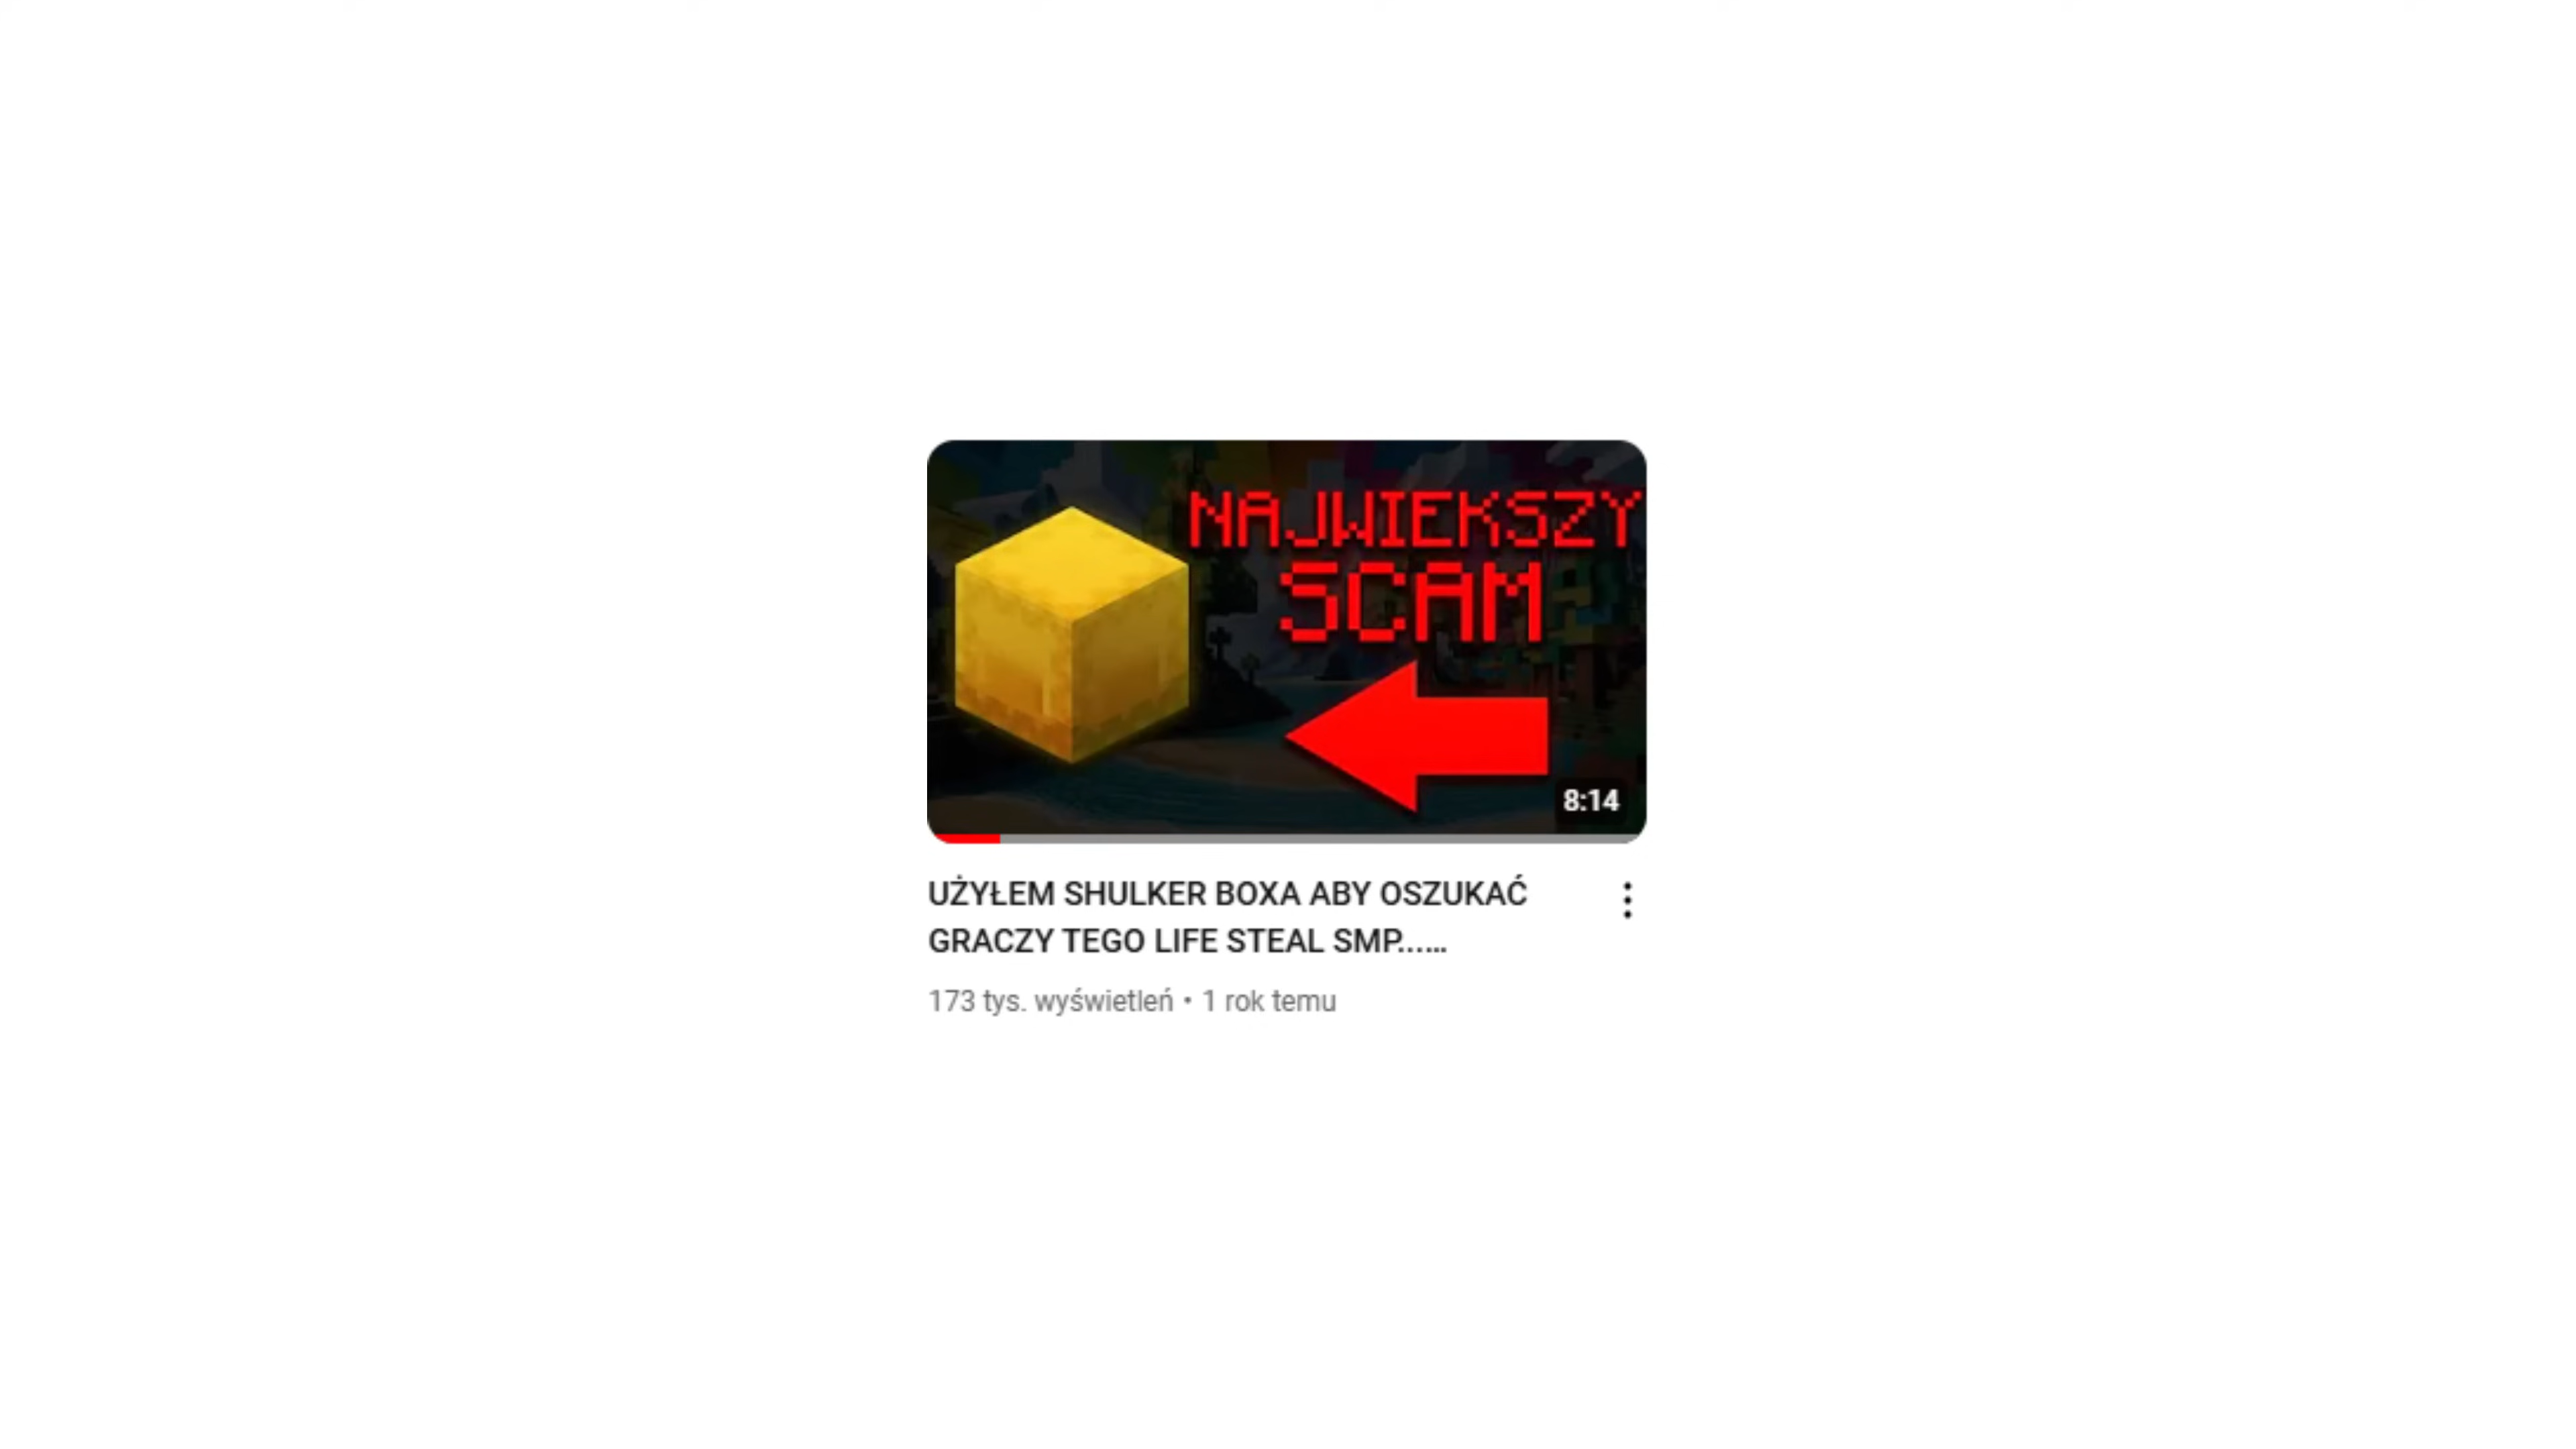 NAJWIEKSZY
SCAM
8:14
UŻYŁEM SHULKER BOXA ABY OSZUKAĆ
GRACZY TEGO LIFE STEAL SMP......
173 tys. wyświetleń • 1 rok temu